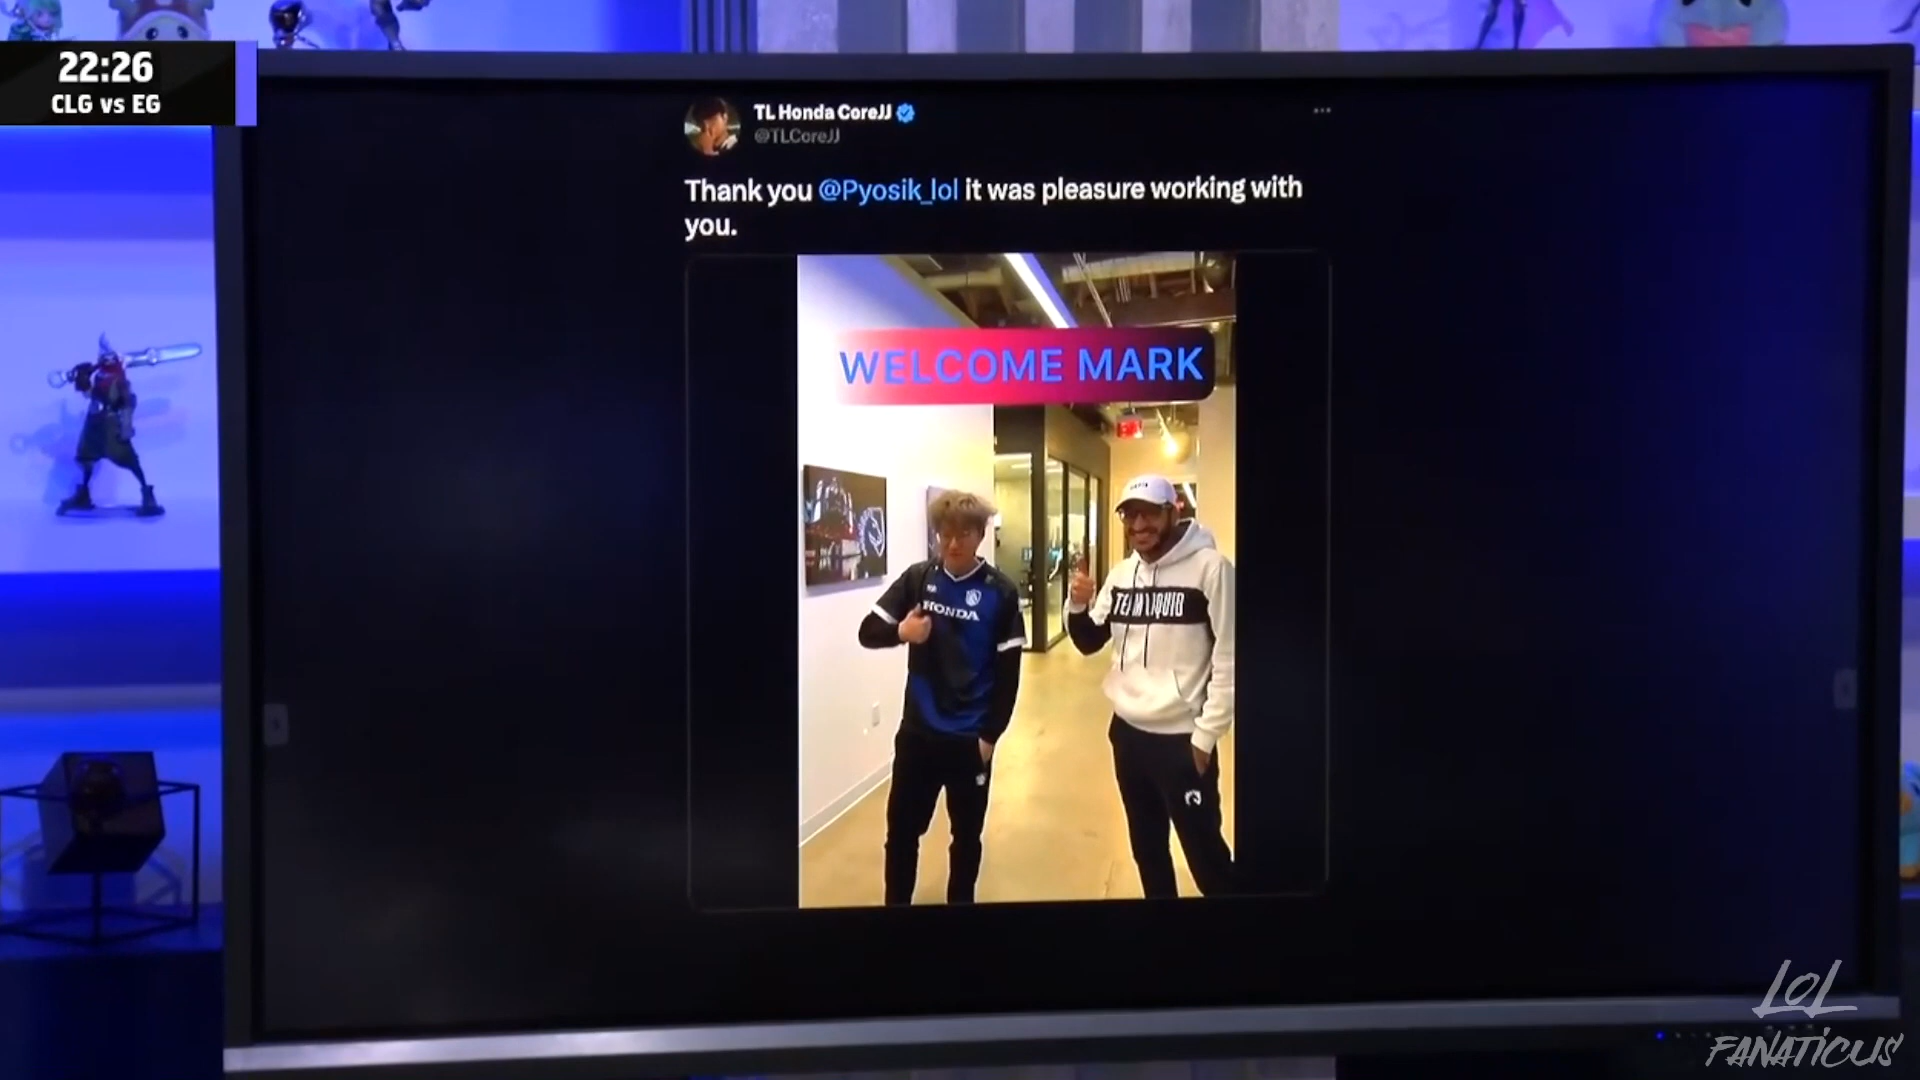 22:26
CLG vs EG
TL Honda CoreJJ
@TLCoreJJ
Thank you @Pyosik_lol it was pleasure working with
you.
WELCOME MARK
HONDA
TEAM LIQUID
LOL
FANATICUS